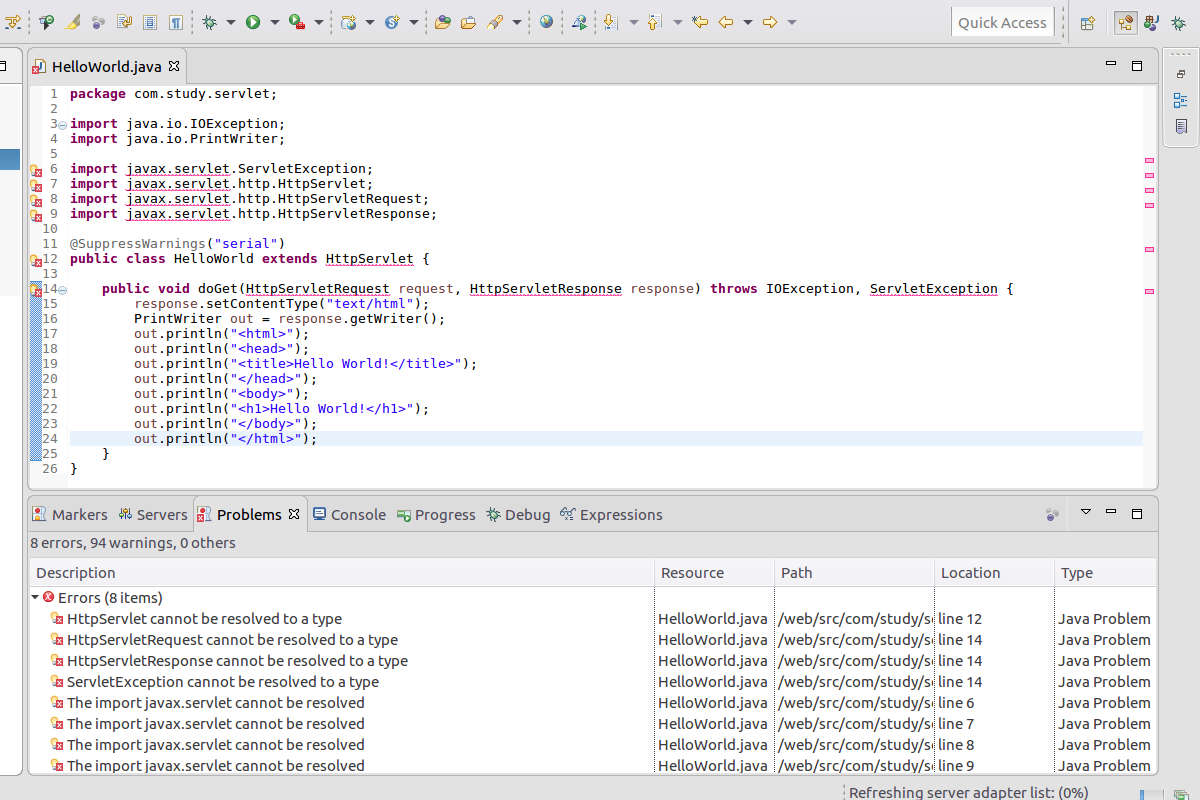 Quick Access
HelloWorld.java
1 package com.study.servlet;
2
3 import java.io.IOException;
4 import java.io.PrintWriter;
5
6 import javax.servlet.ServletException;
7 import javax.servlet.http.HttpServlet;
8 import javax.servlet.http.HttpServletRequest;
9 import javax.servlet.http.HttpServletResponse;
10
11 @SuppressWarnings("serial")
12 public class HelloWorld extends HttpServlet {
13
14     public void doGet(HttpServletRequest request, HttpServletResponse response) throws IOException, ServletException {
15         response.setContentType("text/html");
16         PrintWriter out = response.getWriter();
17         out.println("<html>");
18         out.println("<head>");
19         out.println("<title>Hello World!</title>");
20         out.println("</head>");
21         out.println("<body>");
22         out.println("<h1>Hello World!</h1>");
23         out.println("</body>");
24         out.println("</html>");
25     }
26 }
Markers Servers Problems Console Progress Debug Expressions
8 errors, 94 warnings, 0 others
Description Resource Path Location Type
Errors (8 items)
HttpServlet cannot be resolved to a type HelloWorld.java /web/src/com/study/s line 12 Java Problem
HttpServletRequest cannot be resolved to a type HelloWorld.java /web/src/com/study/s line 14 Java Problem
HttpServletResponse cannot be resolved to a type HelloWorld.java /web/src/com/study/s line 14 Java Problem
ServletException cannot be resolved to a type HelloWorld.java /web/src/com/study/s line 14 Java Problem
The import javax.servlet cannot be resolved HelloWorld.java /web/src/com/study/s line 6 Java Problem
The import javax.servlet cannot be resolved HelloWorld.java /web/src/com/study/s line 7 Java Problem
The import javax.servlet cannot be resolved HelloWorld.java /web/src/com/study/s line 8 Java Problem
The import javax.servlet cannot be resolved HelloWorld.java /web/src/com/study/s line 9 Java Problem
Refreshing server adapter list: (0%)